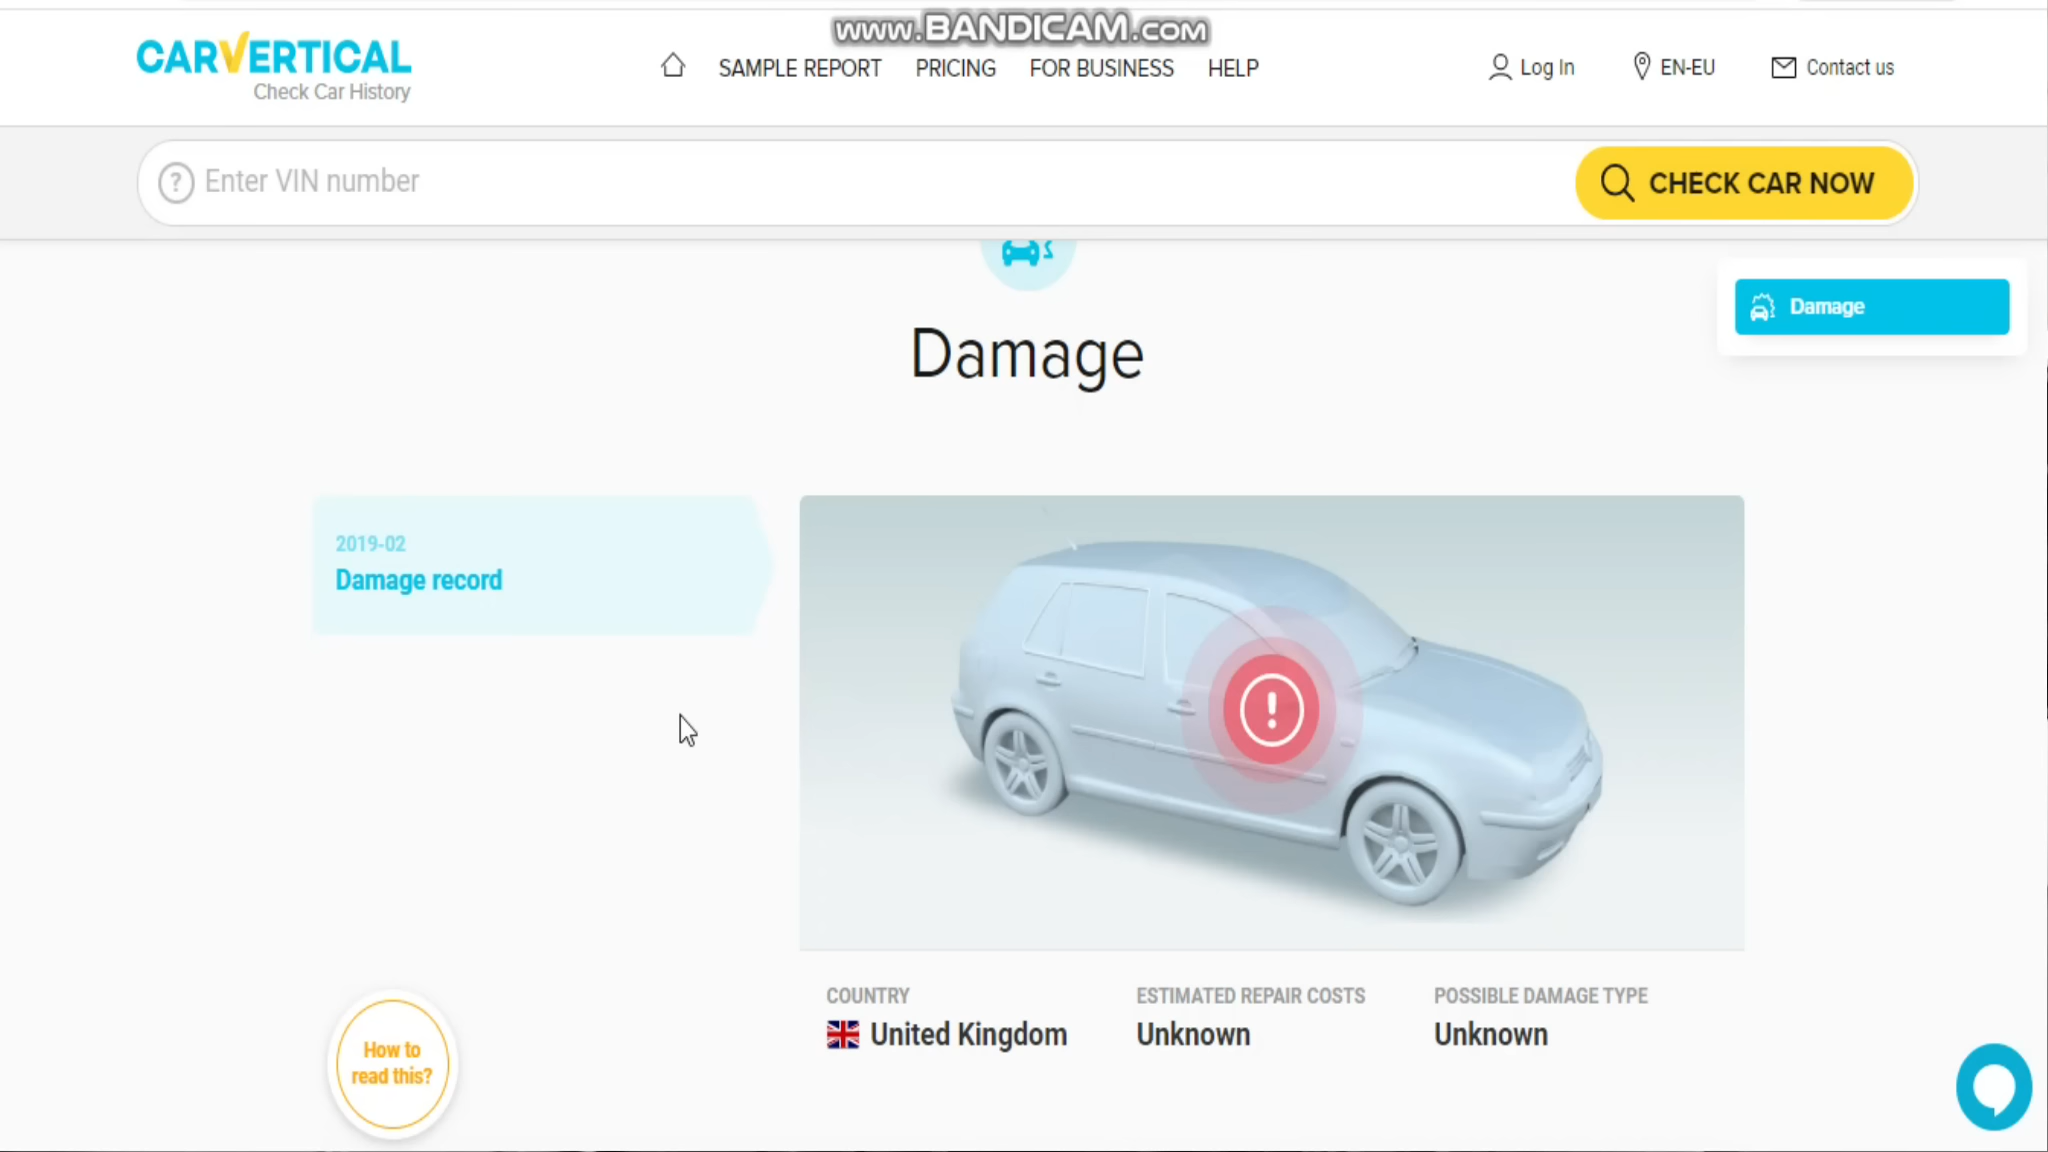 www.BANDICAM.com
CARVERTICAL
Check Car History
SAMPLE REPORT
PRICING
FOR BUSINESS
HELP
Log In
EN-EU
Contact us
? Enter VIN number
CHECK CAR NOW
Damage
Damage
2019-02
Damage record
!
COUNTRY
United Kingdom
ESTIMATED REPAIR COSTS
Unknown
POSSIBLE DAMAGE TYPE
Unknown
How to
read this?